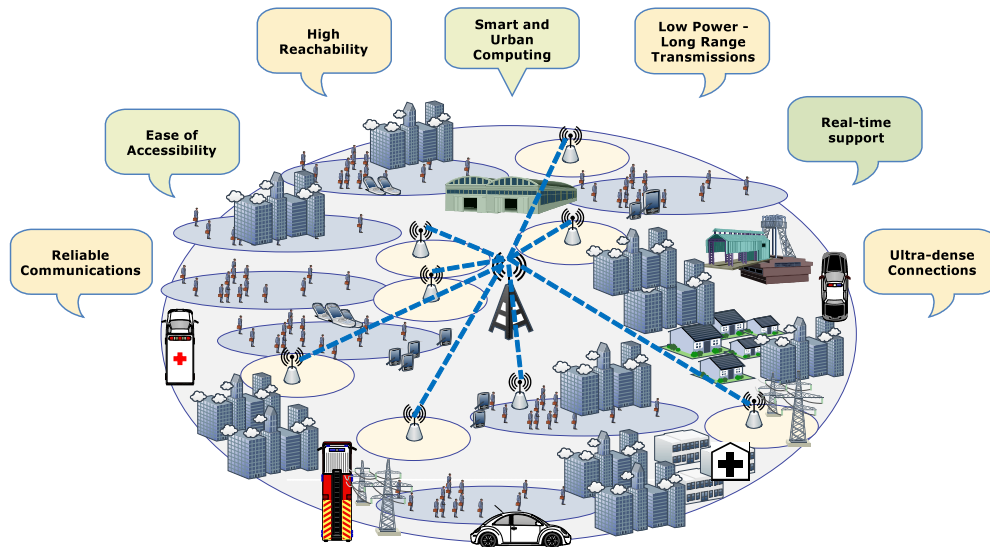 High
Reachability
Smart and
Urban
Computing
Low Power -
Long Range
Transmissions
Ease of
Accessibility
Real-time
support
Reliable
Communications
Ultra-dense
Connections